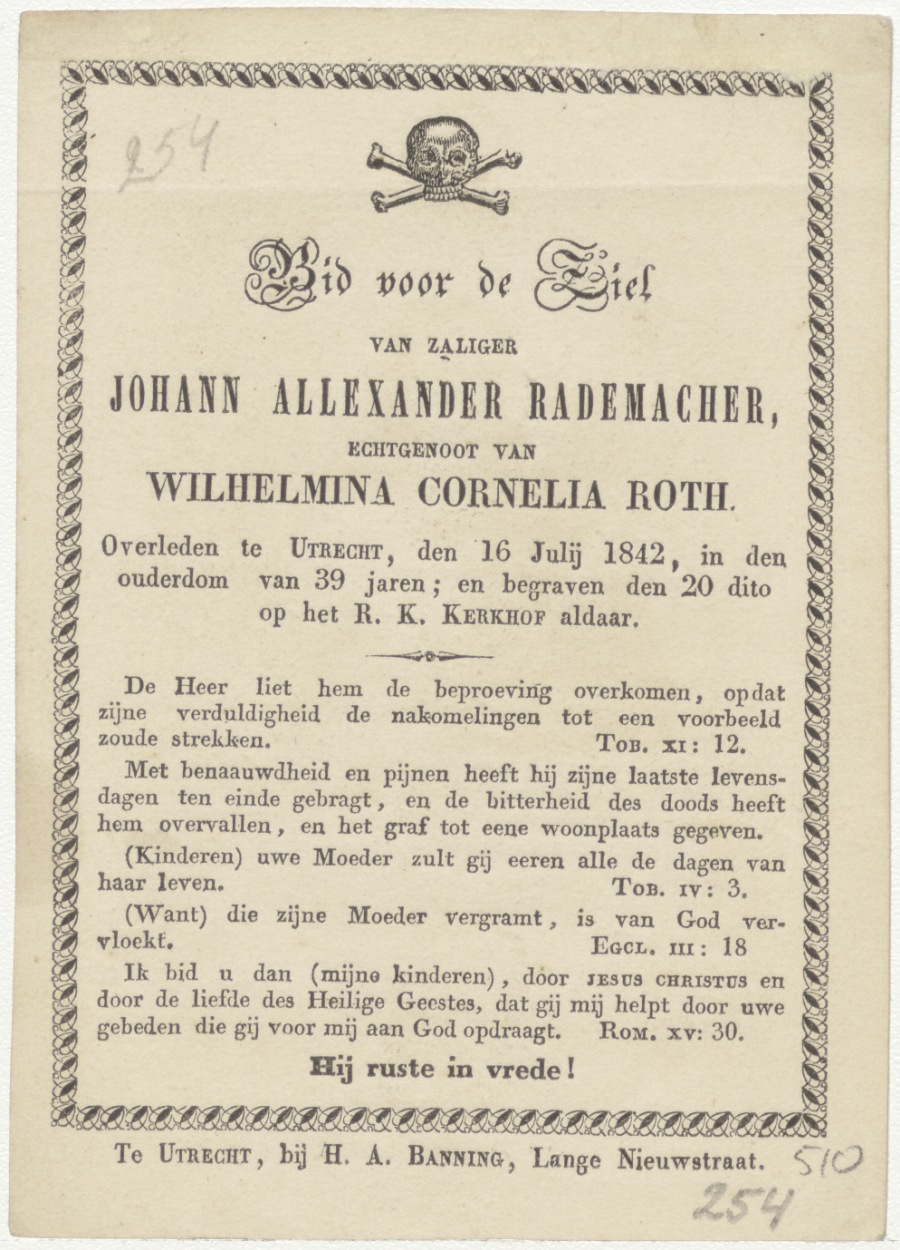 254
Bid voor de Ziel
VAN ZALIGER
JOHANN ALLEXANDER RADEMACHER,
ECHTGENOOT VAN
WILHELMINA CORNELIA ROTH.
Overleden te UTRECHT, den 16 Julij 1842, in den
ouderdom van 39 jaren; en begraven den 20 dito
op het R. K. KERKHOF aldaar.
De Heer liet hem de beproeving overkomen, opdat
zijne verduldigheid de nakomelingen tot een voorbeeld
zoude strekken. TOB. XI: 12.
Met benaauwdheid en pijnen heeft hij zijne laatste levens-
dagen ten einde gebragt, en de bitterheid des doods heeft
hem overvallen, en het graf tot eene woonplaats gegeven.
(Kinderen) uwe Moeder zult gij eeren alle de dagen van
haar leven. TOB. IV: 3.
(Want) die zijne Moeder vergramt, is van God ver-
vloekt. EGCL. III: 18
Ik bid u dan (mijne kinderen), door JESUS CHRISTUS en
door de liefde des Heilige Geestes, dat gij mij helpt door uwe
gebeden die gij voor mij aan God opdraagt. ROM. XV: 30.
Hij ruste in vrede!
Te UTRECHT, bij H. A. BANNING, Lange Nieuwstraat. 510
254